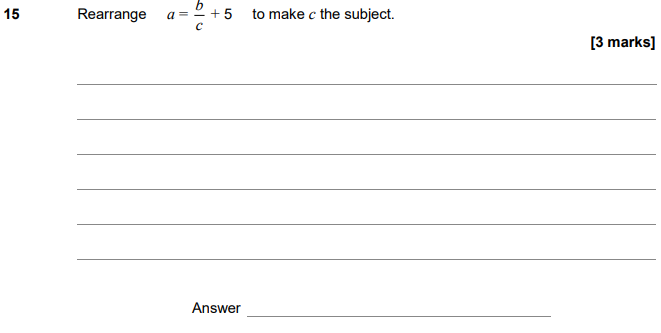 15 Rearrange a = b/c + 5 to make c the subject.
[3 marks]
Answer